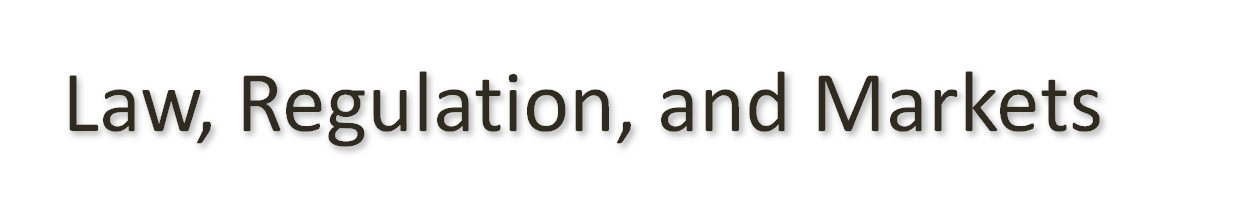 Law, Regulation, and Markets